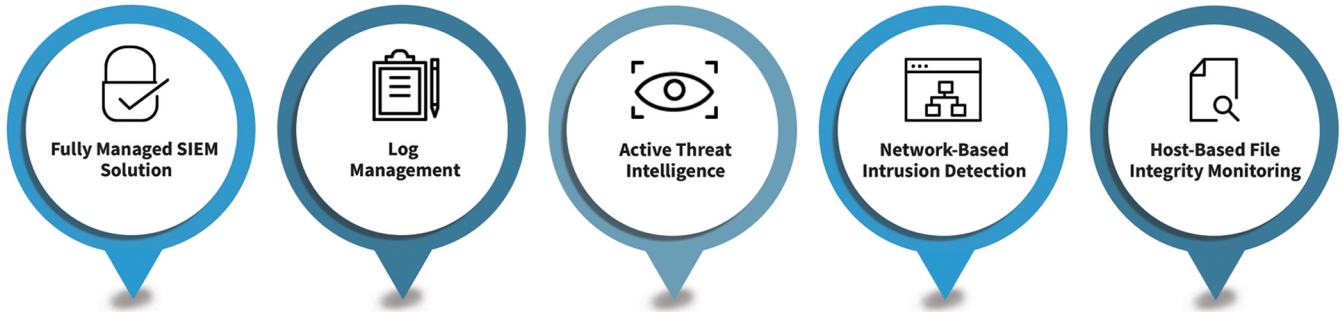 Fully Managed SIEM
Solution
Log
Management
Active Threat
Intelligence
Network-Based
Intrusion Detection
Host-Based File
Integrity Monitoring